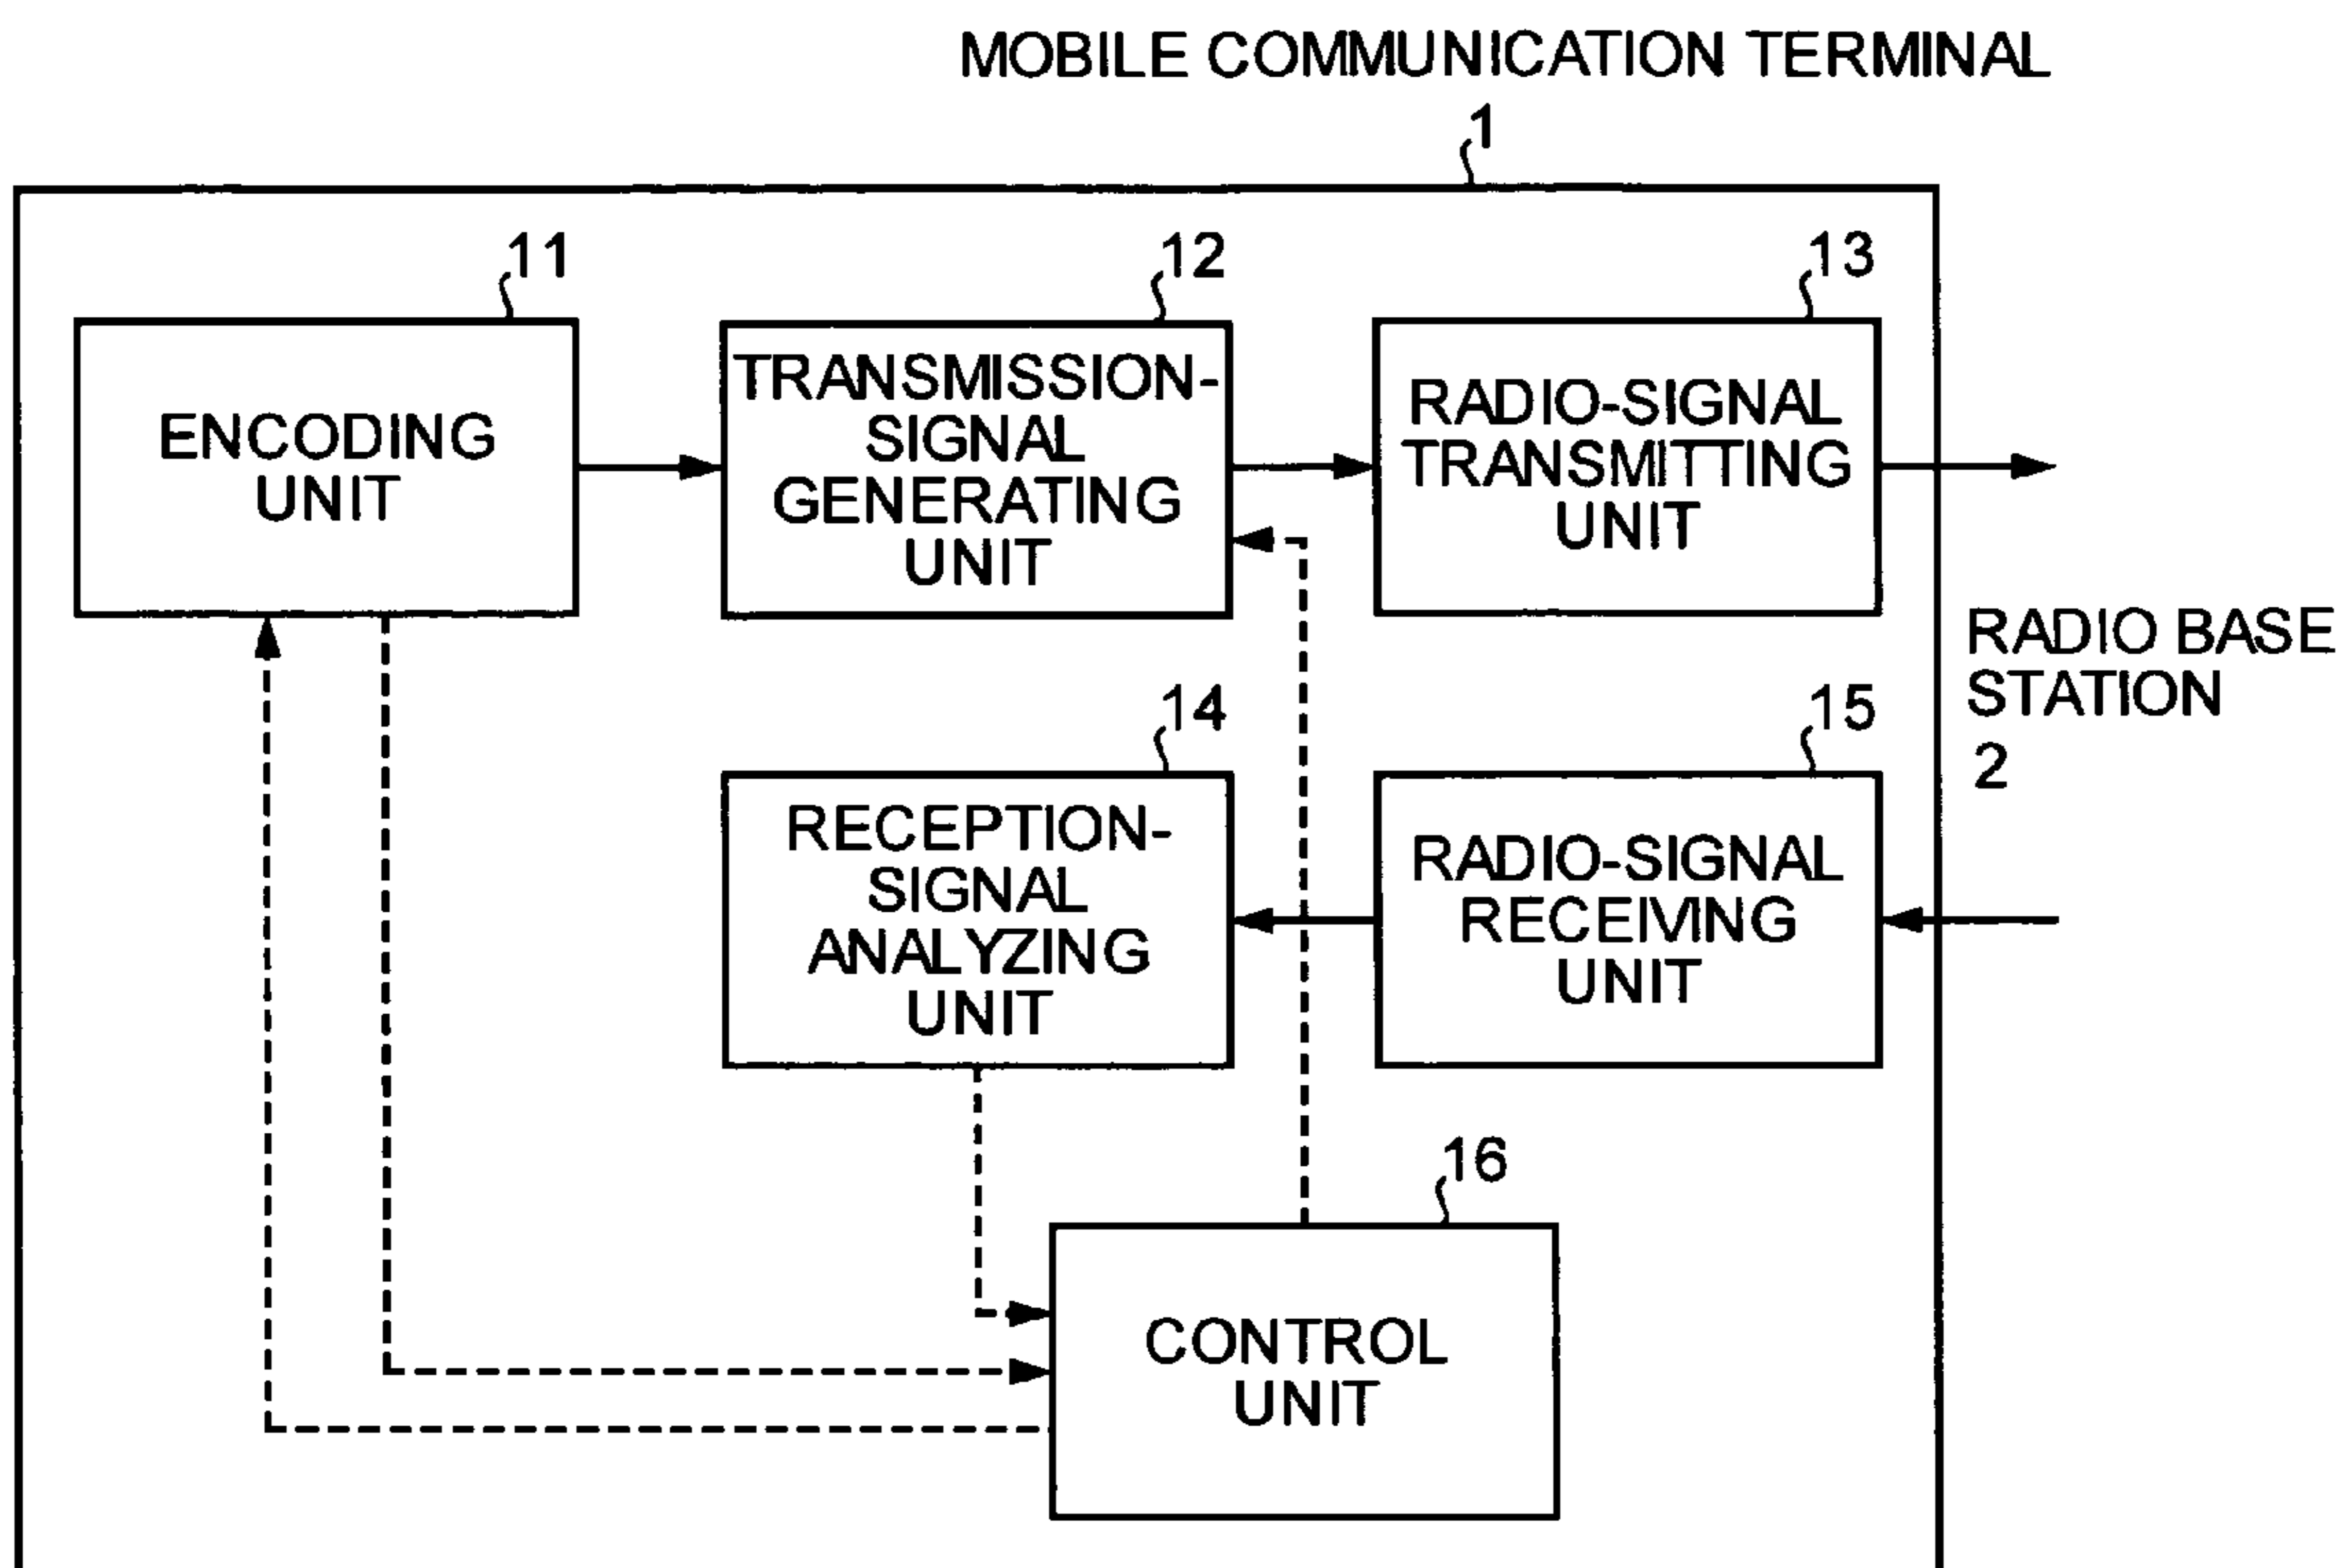 MOBILE COMMUNICATION TERMINAL
1
11
12
13
ENCODING
UNIT
TRANSMISSION-
SIGNAL
GENERATING
UNIT
RADIO-SIGNAL
TRANSMITTING
UNIT
RADIO BASE
STATION
2
14
15
RECEPTION-
SIGNAL
ANALYZING
UNIT
RADIO-SIGNAL
RECEIVING
UNIT
16
CONTROL
UNIT